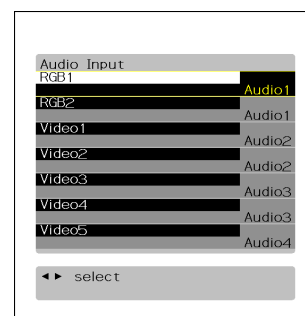 Audio Input
RGB1
Audio1
RGB2
Audio1
Video1
Audio2
Video2
Audio2
Video3
Audio3
Video4
Audio3
Video5
Audio4
◄► select